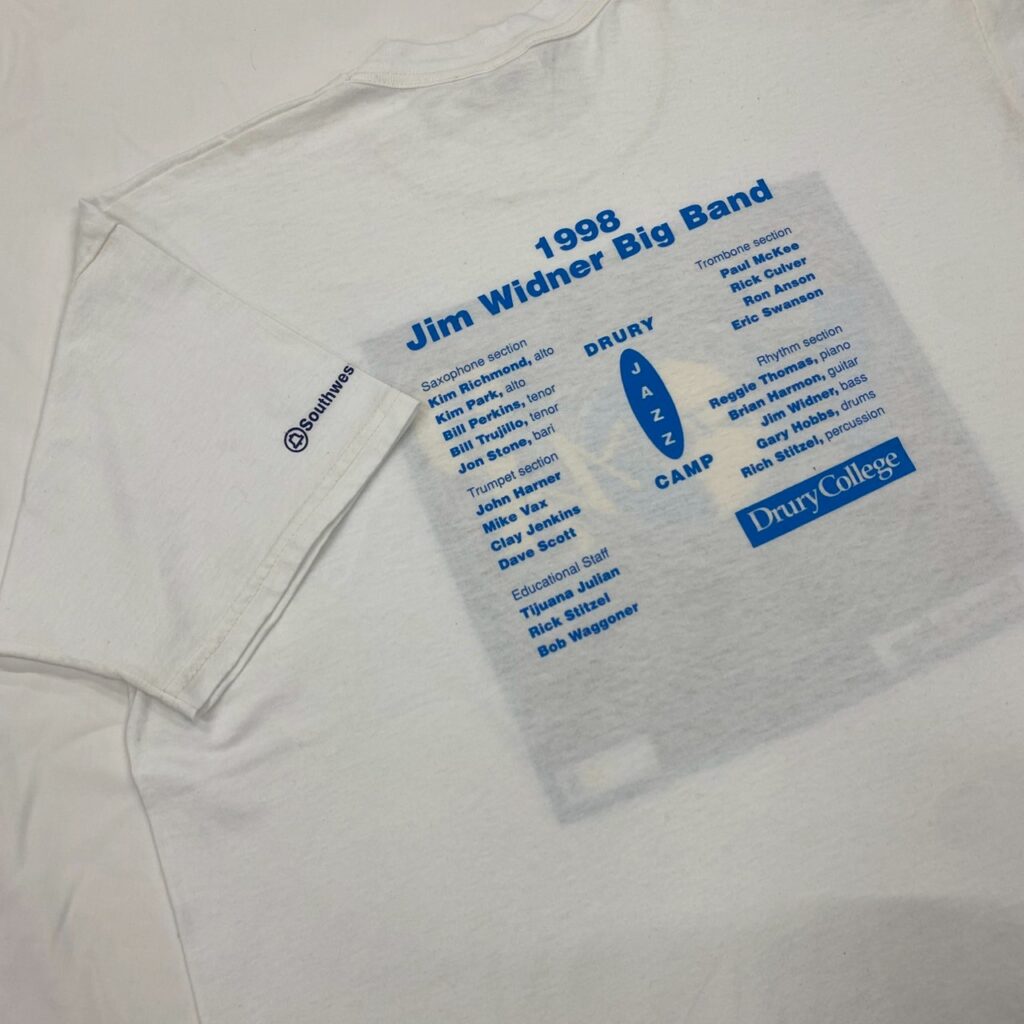 1998
Jim Widner Big Band
Saxophone section
Kim Richmond, alto
Kim Park, alto
Bill Perkins, tenor
Bill Trujillo, tenor
Jon Stone, bari
Trumpet section
John Harner
Mike Vax
Clay Jenkins
Dave Scott
Educational Staff
Tijuana Julian
Rick Stitzel
Bob Waggoner
DRURY
JAZZ
CAMP
Trombone section
Paul McKee
Rick Culver
Ron Anson
Eric Swanson
Rhythm section
Reggie Thomas, piano
Brian Harmon, guitar
Jim Widner, bass
Gary Hobbs, drums
Rich Stitzel, percussion
Drury College
Southwes